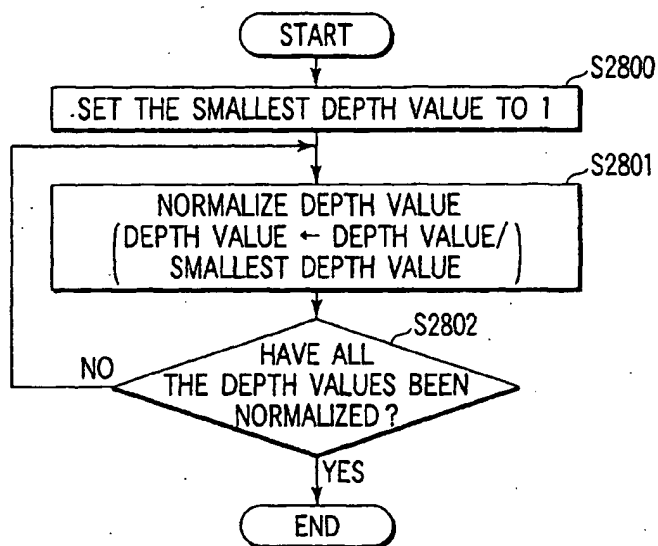 START
S2800
SET THE SMALLEST DEPTH VALUE TO 1
S2801
NORMALIZE DEPTH VALUE
(DEPTH VALUE ← DEPTH VALUE/
SMALLEST DEPTH VALUE)
S2802
HAVE ALL
THE DEPTH VALUES BEEN
NORMALIZED?
NO
YES
END